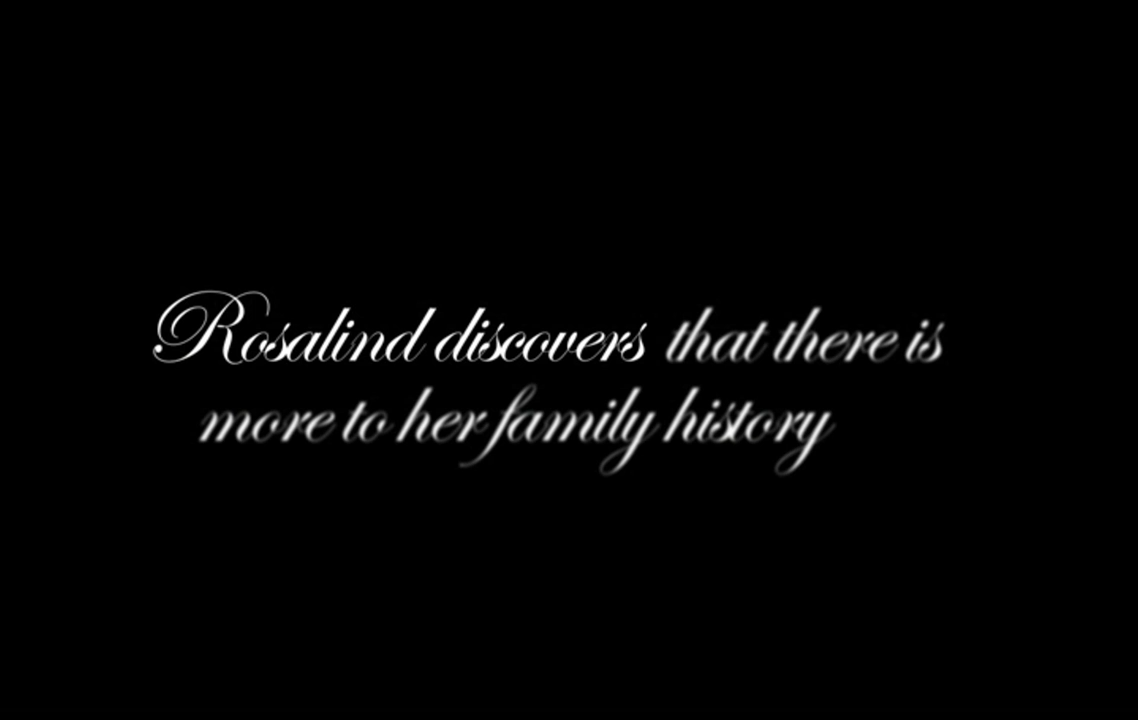 Rosalind discovers that there is
more to her family history